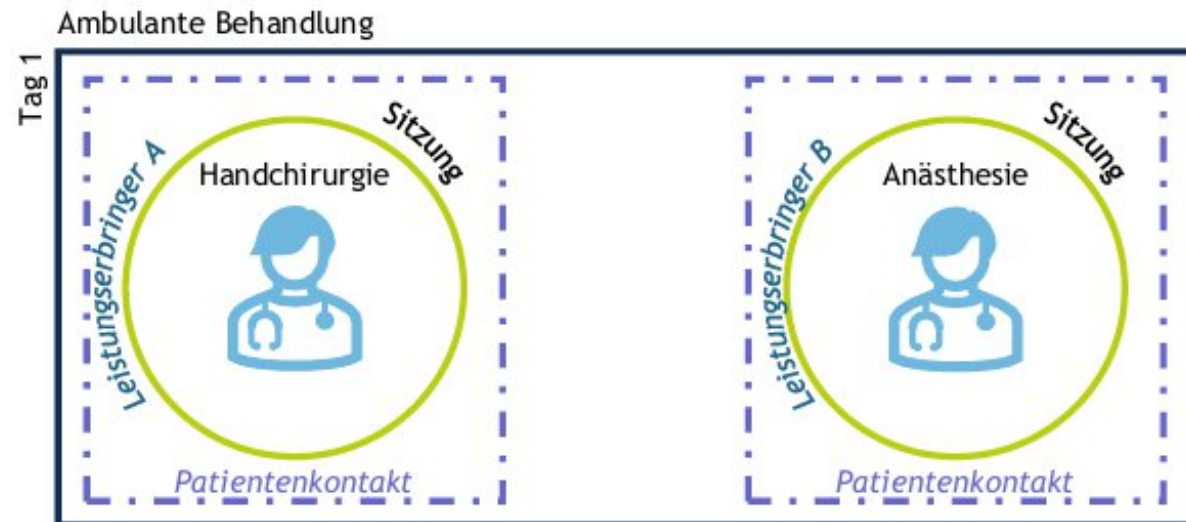 Ambulante Behandlung
Tag 1
Sitzung
Handchirurgie
Leistungserbringer A
Patientenkontakt
Sitzung
Anästhesie
Leistungserbringer B
Patientenkontakt